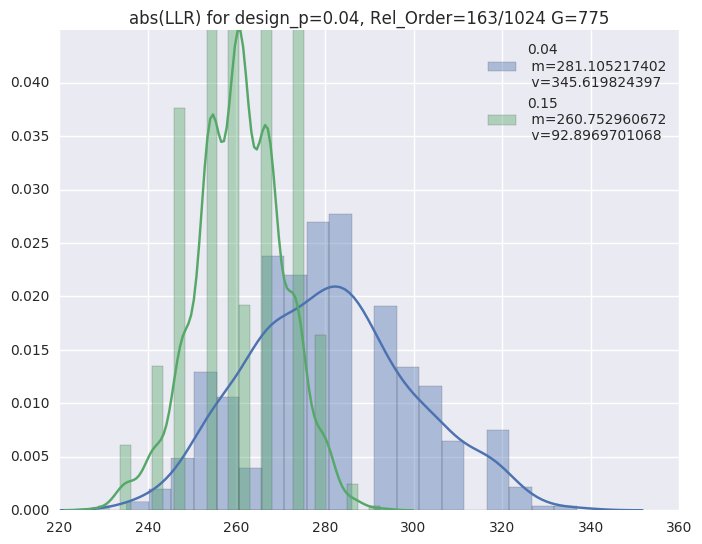 abs(LLR) for design_p=0.04, Rel_Order=163/1024 G=775
0.04
m=281.105217402
v=345.619824397
0.15
m=260.752960672
v=92.8969701068
0.040
0.035
0.030
0.025
0.020
0.015
0.010
0.005
0.000
220 240 260 280 300 320 340 360